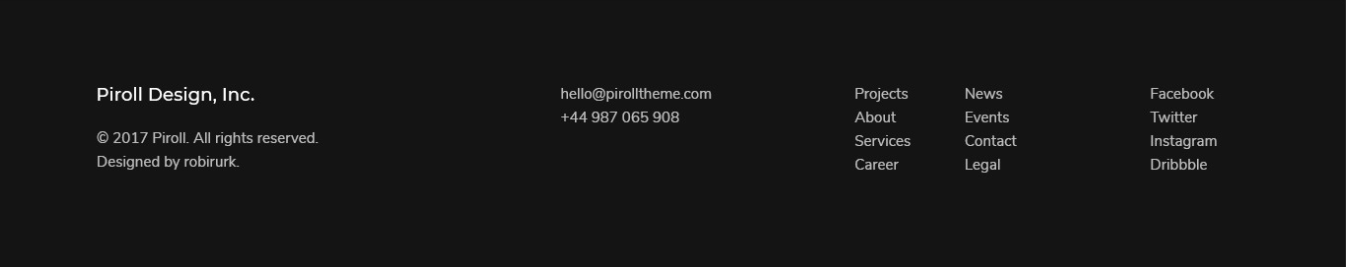 Piroll Design, Inc.
© 2017 Piroll. All rights reserved.
Designed by robirurk.
hello@pirolltheme.com
+44 987 065 908
Projects
About
Services
Career
News
Events
Contact
Legal
Facebook
Twitter
Instagram
Dribbble